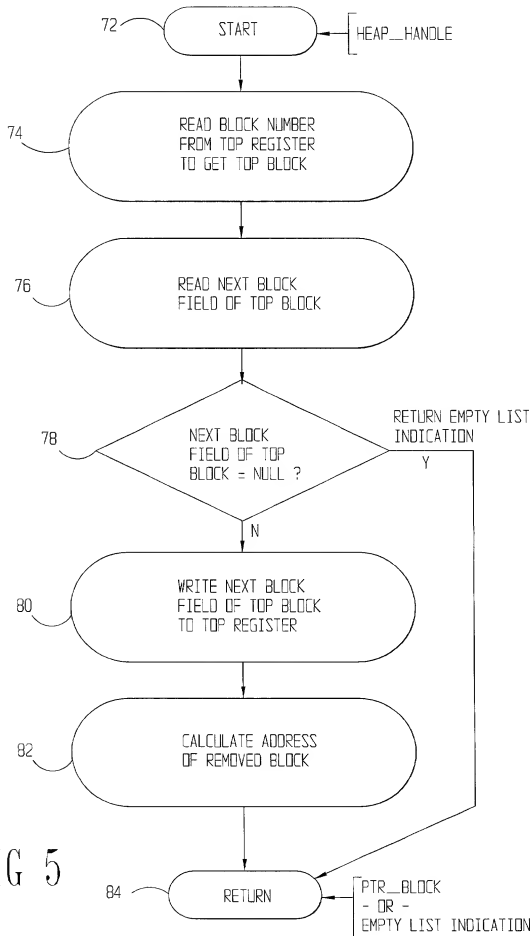 72
START
HEAP__HANDLE
74
READ BLOCK NUMBER
FROM TOP REGISTER
TO GET TOP BLOCK
76
READ NEXT BLOCK
FIELD OF TOP BLOCK
RETURN EMPTY LIST
INDICATION
78
NEXT BLOCK
FIELD OF TOP
BLOCK = NULL ?
Y
N
80
WRITE NEXT BLOCK
FIELD OF TOP BLOCK
TO TOP REGISTER
82
CALCULATE ADDRESS
OF REMOVED BLOCK
G 5
84
RETURN
PTR__BLOCK
- OR -
EMPTY LIST INDICATION